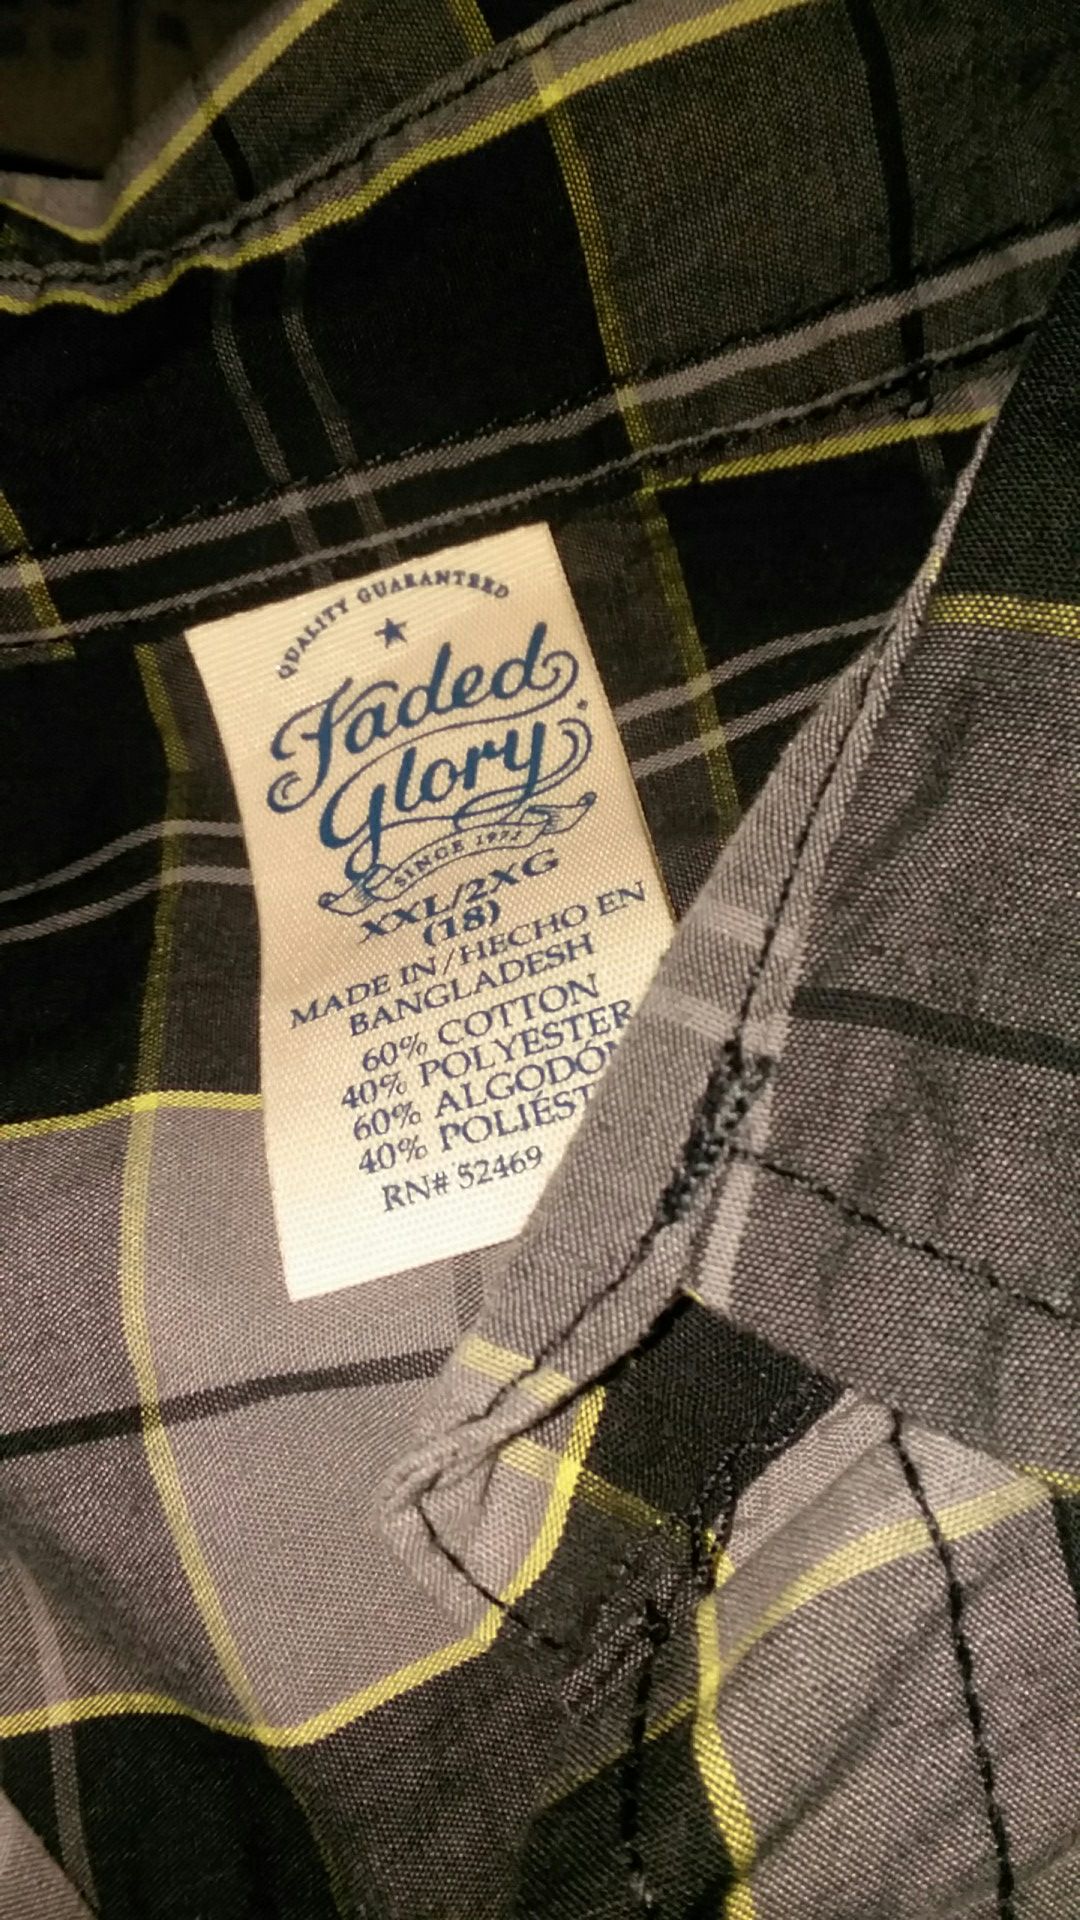 QUALITY GUARANTEED
Faded
Glory®
SINCE 1972
XXL/2XG
(18)
MADE IN/HECHO EN
BANGLADESH
60% COTTON
40% POLYESTER
60% ALGODÓN
40% POLIÉST
RN# 52469